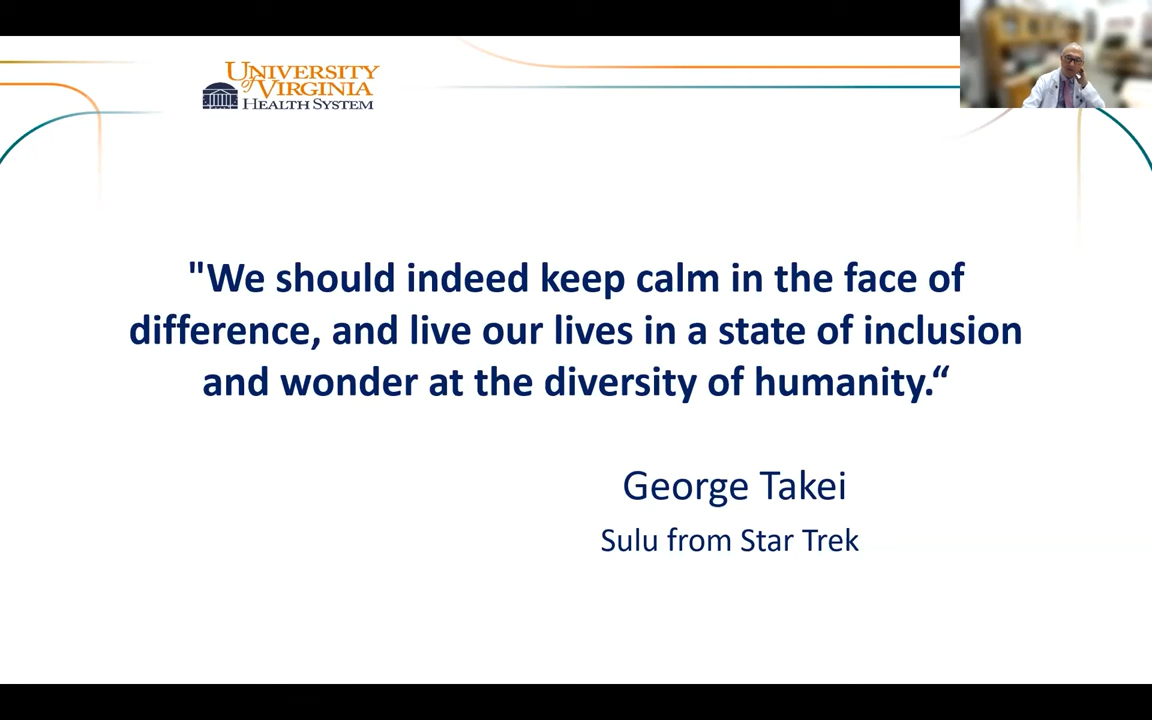 UNIVERSITY
of VIRGINIA
HEALTH SYSTEM
"We should indeed keep calm in the face of
difference, and live our lives in a state of inclusion
and wonder at the diversity of humanity.“
George Takei
Sulu from Star Trek